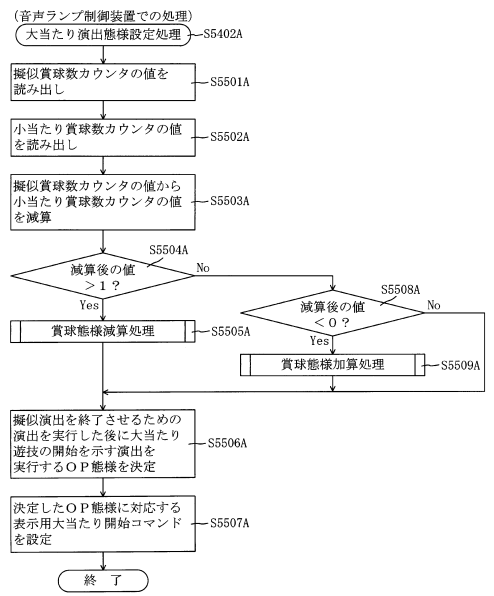 (音声ランプ制御装置での処理)
大当たり演出態様設定処理
S5402A
擬似賞球数カウンタの値を
読み出し
S5501A
小当たり賞球数カウンタの値
を読み出し
S5502A
擬似賞球数カウンタの値から
小当たり賞球数カウンタの値
を減算
S5503A
S5504A
減算後の値
>1?
No
Yes
S5508A
減算後の値
<0?
No
Yes
賞球態様減算処理
S5505A
賞球態様加算処理
S5509A
擬似演出を終了させるための
演出を実行した後に大当たり
遊技の開始を示す演出を
実行するOP態様を決定
S5506A
決定したOP態様に対応する
表示用大当たり開始コマンド
を設定
S5507A
終 了